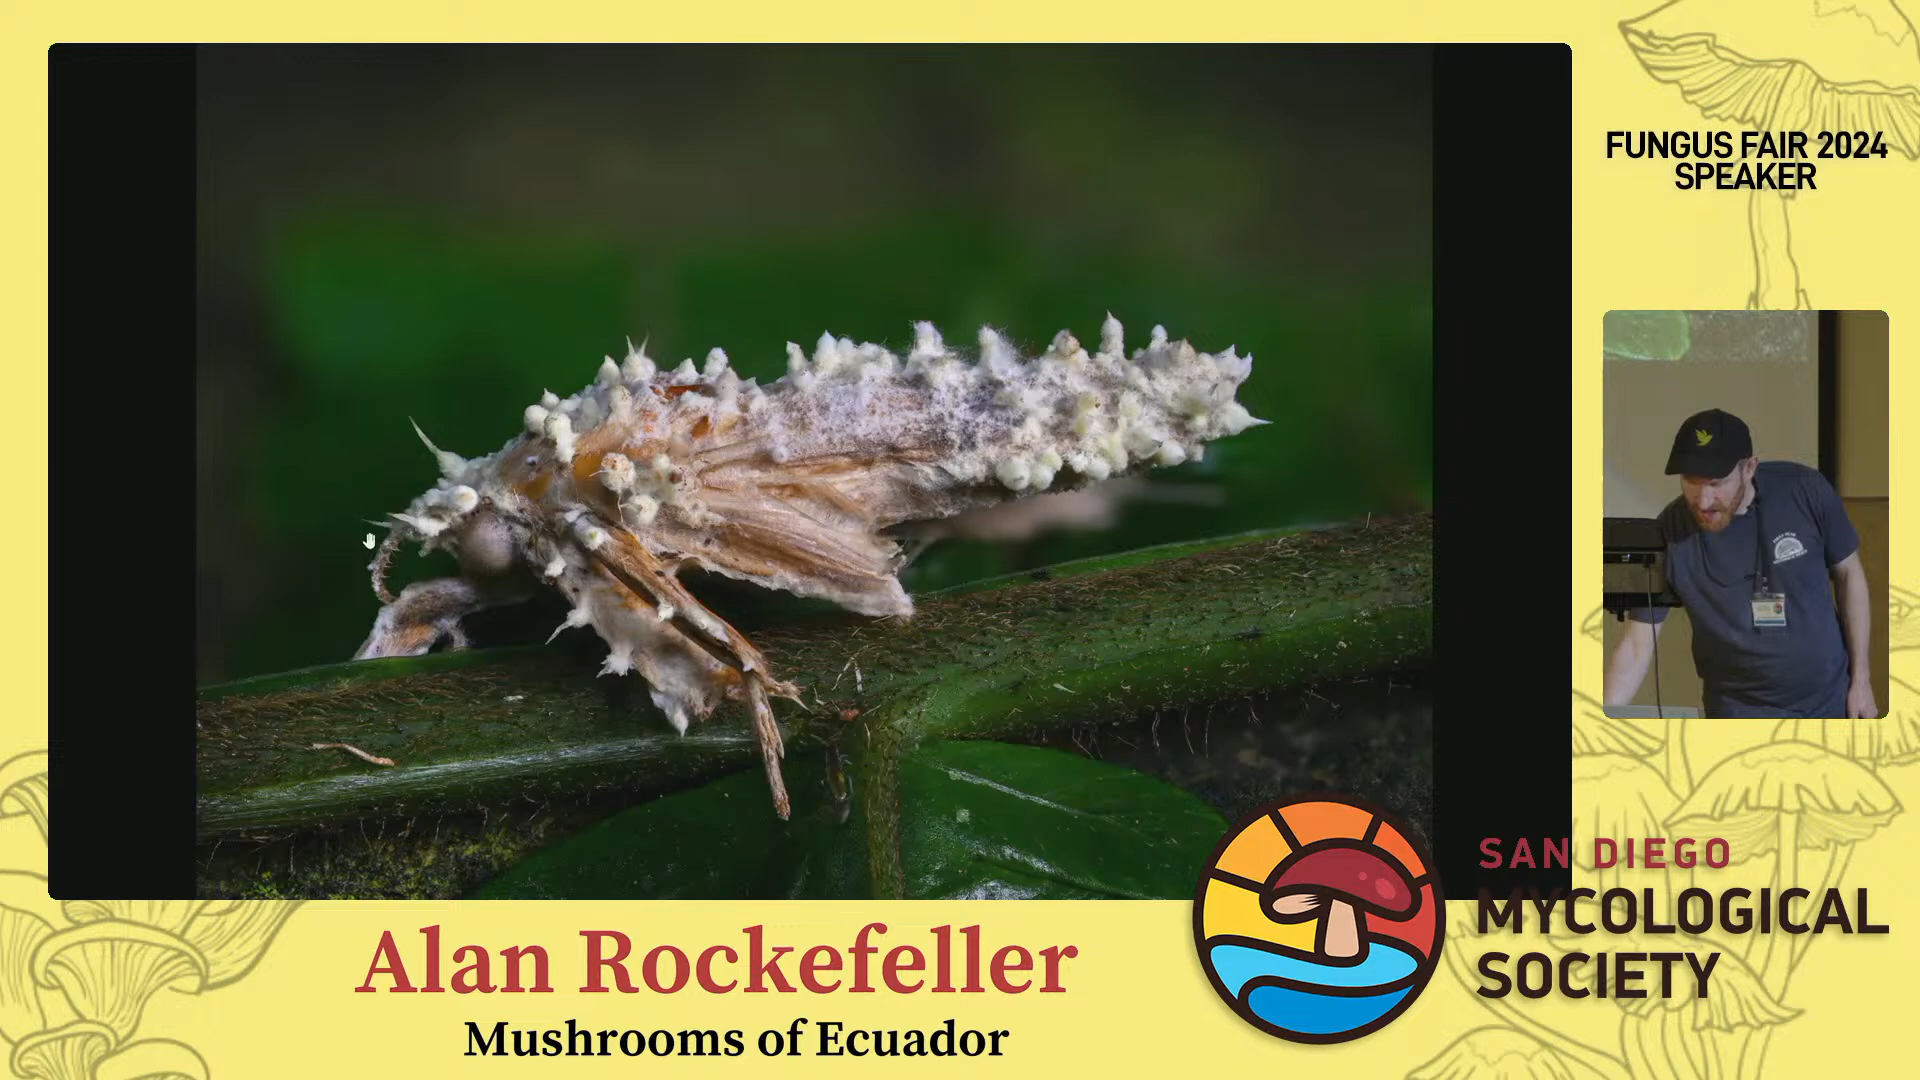 FUNGUS FAIR 2024
SPEAKER
Alan Rockefeller
Mushrooms of Ecuador
SAN DIEGO
MYCOLOGICAL
SOCIETY